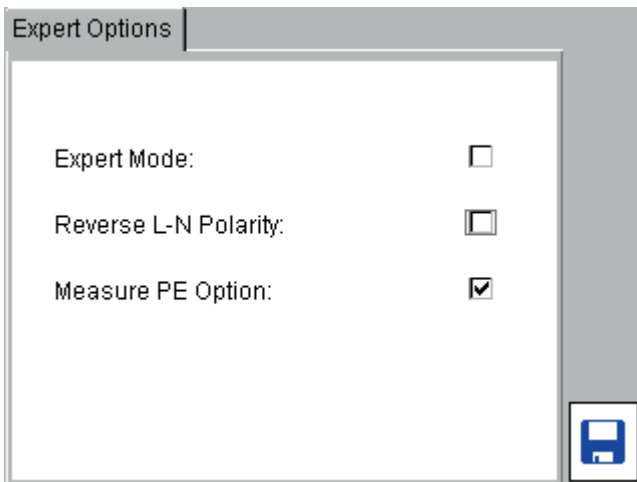 Expert Options
Expert Mode:
Reverse L-N Polarity:
Measure PE Option: